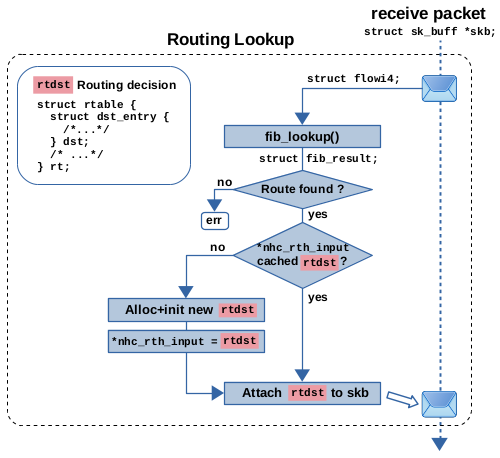 receive packet
struct sk_buff *skb;
Routing Lookup
rtdst Routing decision
struct rtable {
struct dst_entry {
/*...*/
} dst;
/* ...*/
} rt;
struct flowi4;
fib_lookup()
struct fib_result;
Route found ?
no
yes
err
*nhc_rth_input
cached rtdst ?
no
yes
Alloc+init new rtdst
*nhc_rth_input = rtdst
Attach rtdst to skb